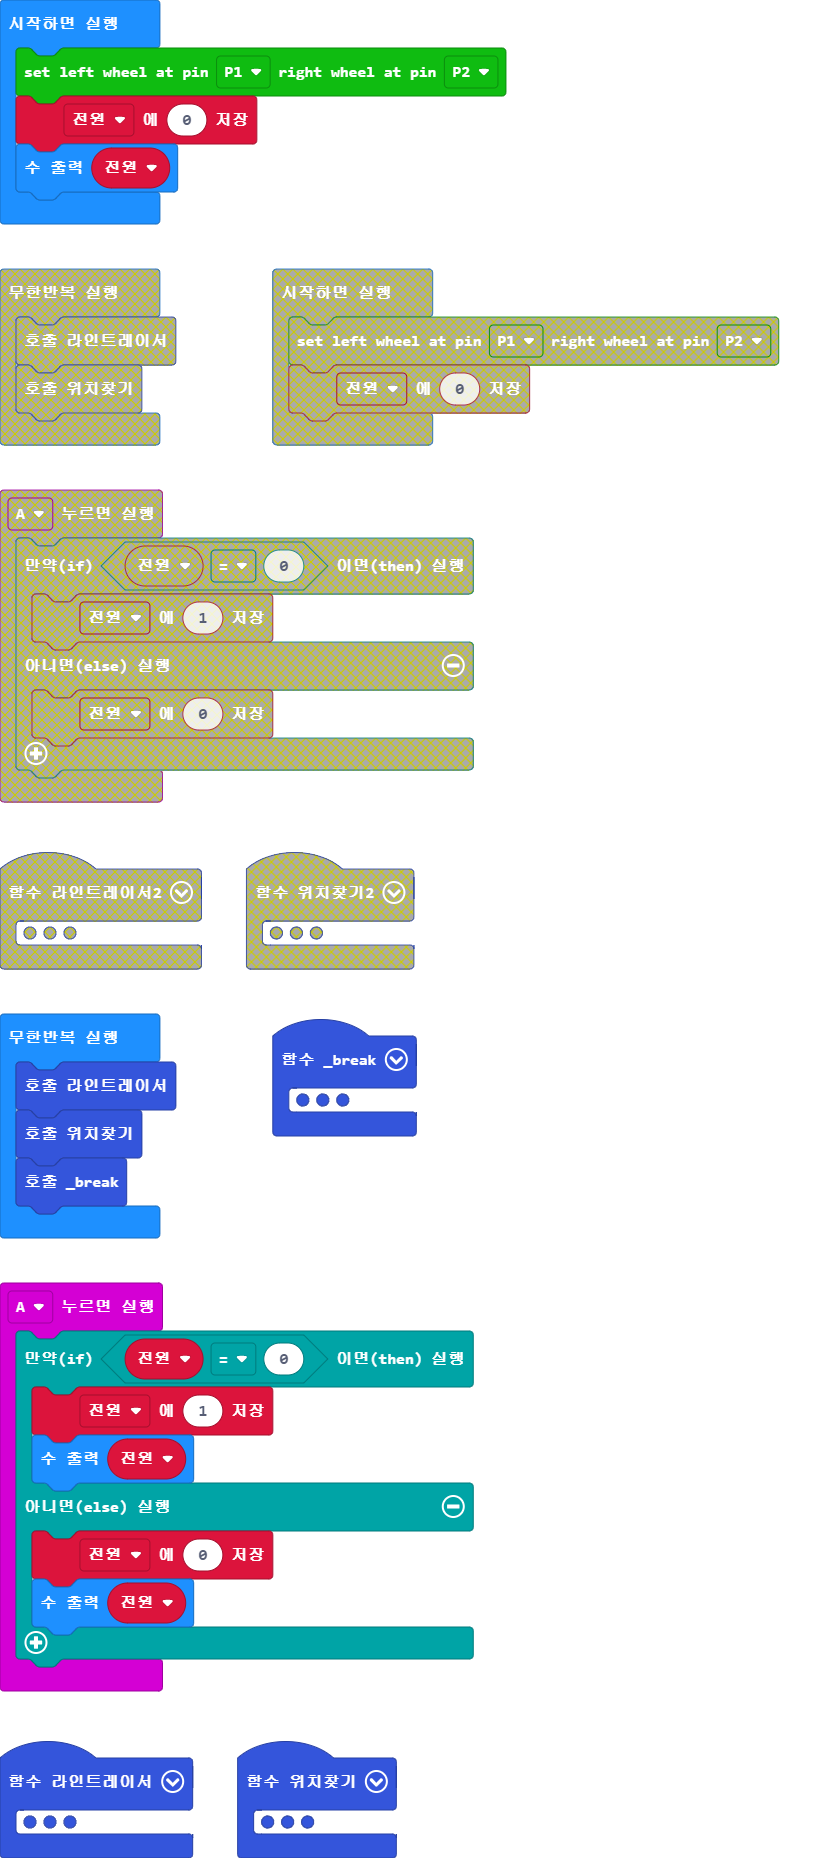 시작하면 실행
set left wheel at pin P1 right wheel at pin P2
전원 에 0 저장
수 출력 전원
무한반복 실행
호출 라인트레이서
호출 위치찾기
시작하면 실행
set left wheel at pin P1 right wheel at pin P2
전원 에 0 저장
A 누르면 실행
만약(if) 전원 = 0 이면(then) 실행
전원 에 1 저장
아니면(else) 실행
전원 에 0 저장
함수 라인트레이서2
함수 위치찾기2
무한반복 실행
호출 라인트레이서
호출 위치찾기
호출 _break
함수 _break
A 누르면 실행
만약(if) 전원 = 0 이면(then) 실행
전원 에 1 저장
수 출력 전원
아니면(else) 실행
전원 에 0 저장
수 출력 전원
함수 라인트레이서
함수 위치찾기